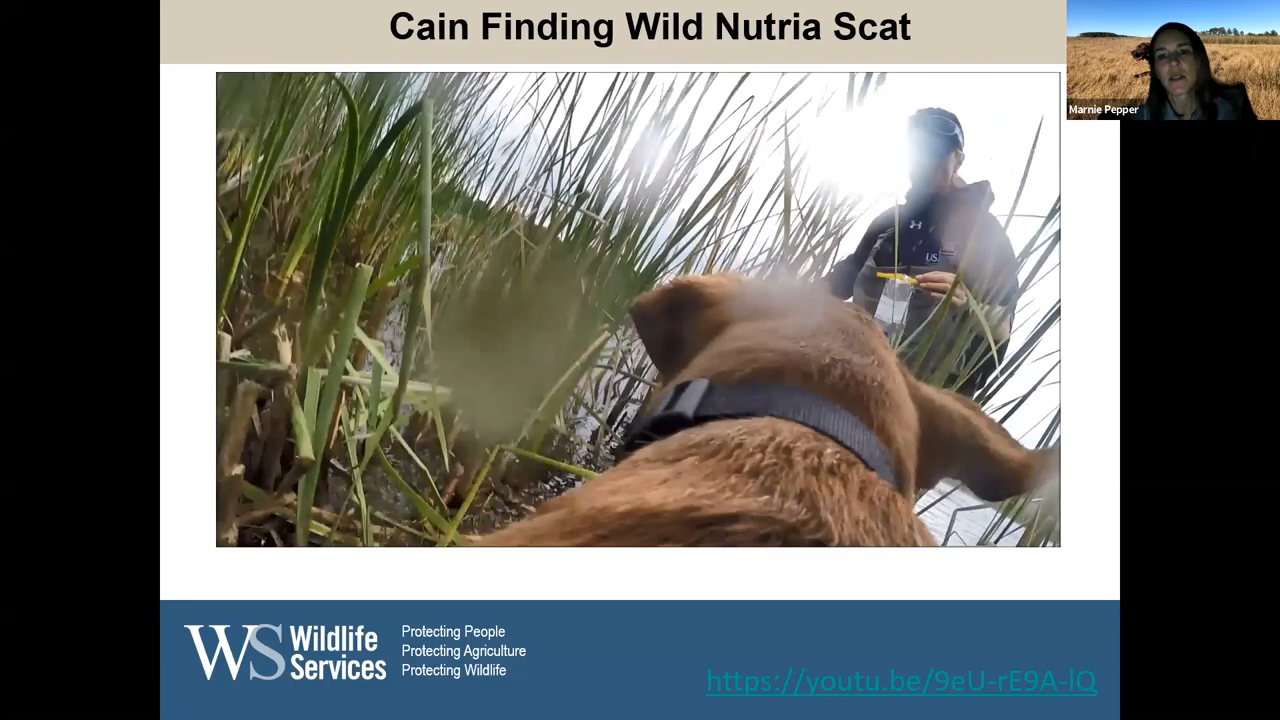 Cain Finding Wild Nutria Scat
Marnie Pepper
US
WS Wildlife Services
Protecting People
Protecting Agriculture
Protecting Wildlife
https://youtu.be/9eU-rE9A-lQ